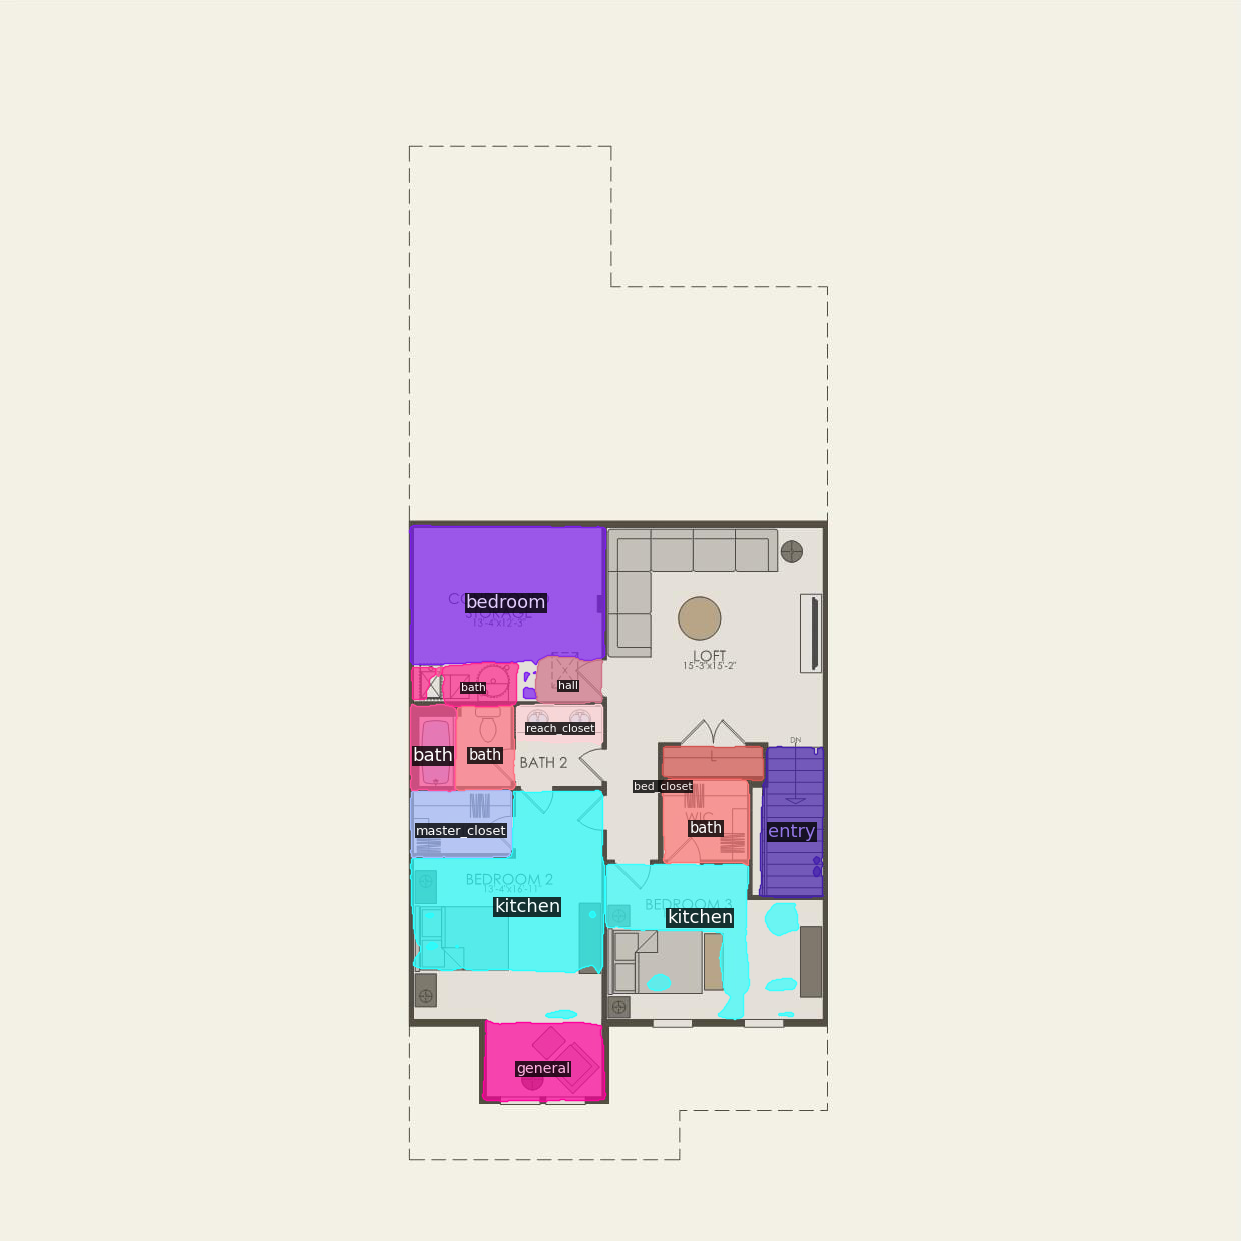 bedroom
STORAGE
13'-4"x12'-3"
LOFT
15'-3"x15'-2"
bath
hall
reach_closet
bath
bath
BATH 2
DN
L
bed_closet
WIC
bath
entry
master_closet
BEDROOM 2
13'-4"x16'-11"
kitchen
BEDROOM 3
kitchen
general